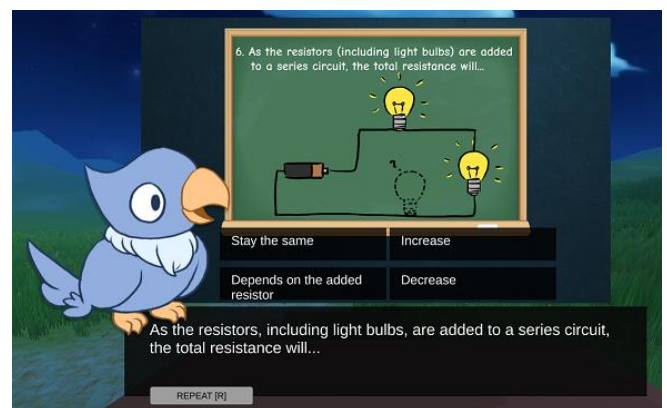 6. As the resistors (including light bulbs) are added
to a series circuit, the total resistance will...
?
Stay the same
Increase
Depends on the added
resistor
Decrease
As the resistors, including light bulbs, are added to a series circuit,
the total resistance will...
REPEAT [R]